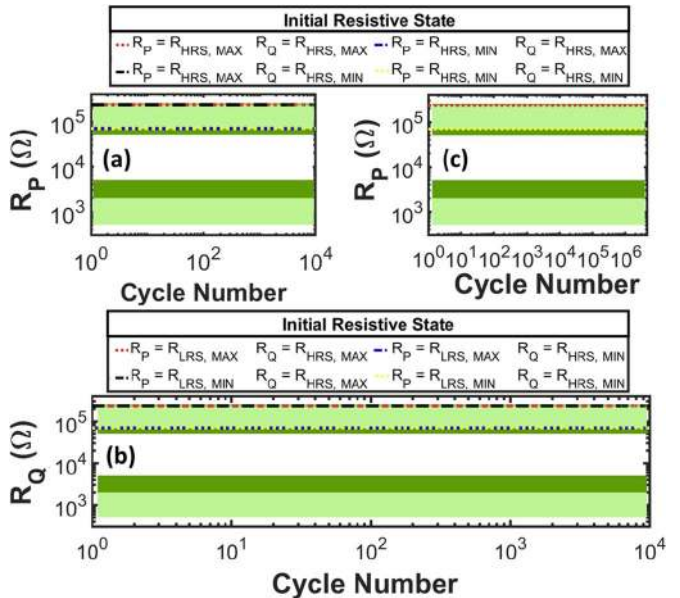 Initial Resistive State
R_P = R_HRS, MAX R_Q = R_HRS, MAX R_P = R_HRS, MIN R_Q = R_HRS, MAX
R_P = R_HRS, MAX R_Q = R_HRS, MIN R_P = R_HRS, MIN R_Q = R_HRS, MIN
R_P (Ω)
10^5
10^4
10^3
(a)
10^0 10^2 10^4
Cycle Number
R_P (Ω)
10^5
10^4
10^3
(c)
10^0 10^1 10^2 10^3 10^4 10^5 10^6
Cycle Number
Initial Resistive State
R_P = R_LRS, MAX R_Q = R_HRS, MAX R_P = R_LRS, MAX R_Q = R_HRS, MIN
R_P = R_LRS, MIN R_Q = R_HRS, MAX R_P = R_LRS, MIN R_Q = R_HRS, MIN
R_Q (Ω)
10^5
10^4
10^3
(b)
10^0 10^1 10^2 10^3 10^4
Cycle Number